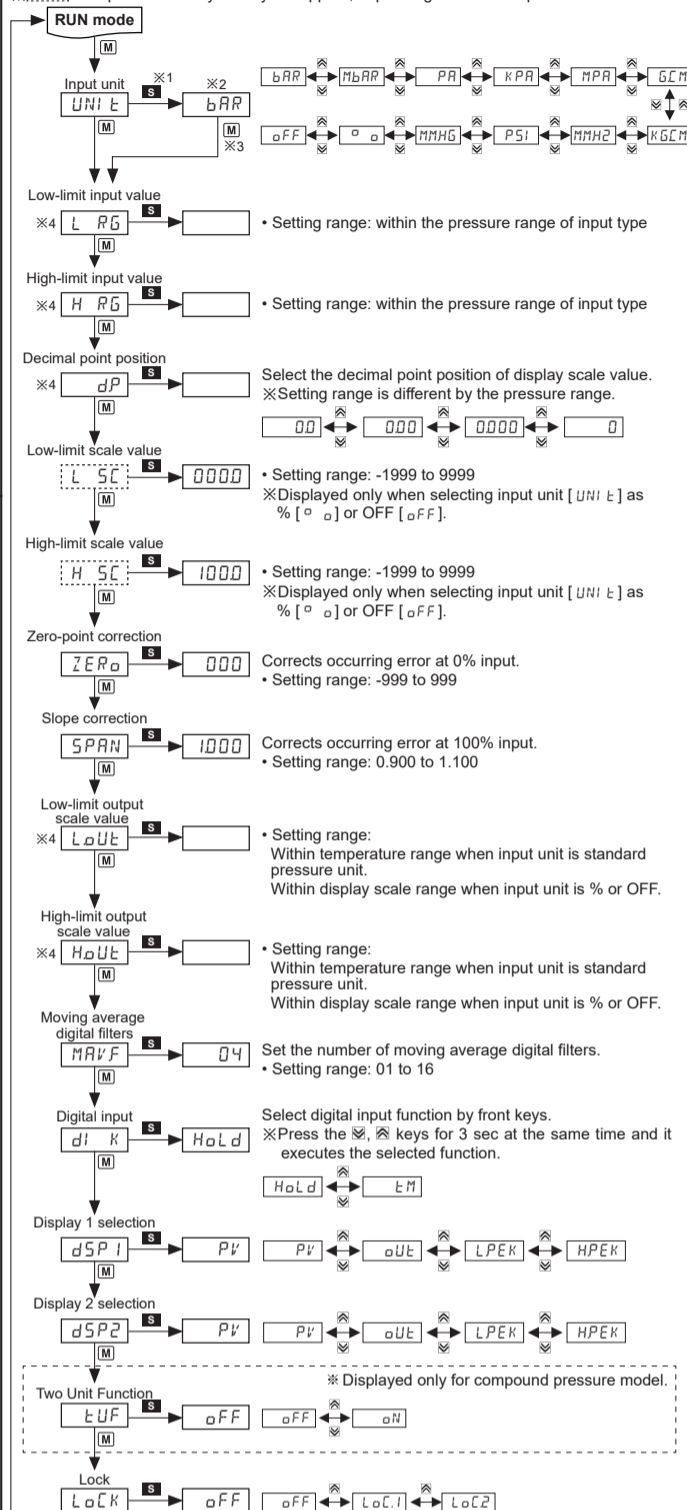 RUN mode
M
Input unit
※1
※2
S
UNIt
bAR
M
M
※3
bAR MbAR PA KPA MPA GCM
oFF o o MMHG PSI MMH2 KGCM
Low-limit input value
※4 L RG S
• Setting range: within the pressure range of input type
M
High-limit input value
※4 H RG S
• Setting range: within the pressure range of input type
M
Decimal point position
※4 dP S
Select the decimal point position of display scale value.
※Setting range is different by the pressure range.
M
0.0 0.00 0.000 0
Low-limit scale value
L SC S 000.0
• Setting range: -1999 to 9999
※Displayed only when selecting input unit [ UNIt ] as
% [ o o ] or OFF [ oFF ].
M
High-limit scale value
H SC S 100.0
• Setting range: -1999 to 9999
※Displayed only when selecting input unit [ UNIt ] as
% [ o o ] or OFF [ oFF ].
M
Zero-point correction
ZERo S 000
Corrects occurring error at 0% input.
• Setting range: -999 to 999
M
Slope correction
SPAN S 1.000
Corrects occurring error at 100% input.
• Setting range: 0.900 to 1.100
M
Low-limit output
scale value
※4 LoUt S
• Setting range:
Within temperature range when input unit is standard
pressure unit.
Within display scale range when input unit is % or OFF.
M
High-limit output
scale value
※4 HoUt S
• Setting range:
Within temperature range when input unit is standard
pressure unit.
Within display scale range when input unit is % or OFF.
M
Moving average
digital filters
MAVF S 04
Set the number of moving average digital filters.
• Setting range: 01 to 16
M
Digital input
dI K S HoLd
Select digital input function by front keys.
※Press the , keys for 3 sec at the same time and it
executes the selected function.
M
HoLd tM
Display 1 selection
dSP1 S PV PV oUt LPEK HPEK
M
Display 2 selection
dSP2 S PV PV oUt LPEK HPEK
M
※ Displayed only for compound pressure model.
Two Unit Function
tUF S oFF oFF oN
M
Lock
LoCK S oFF oFF LoC.1 LoC2